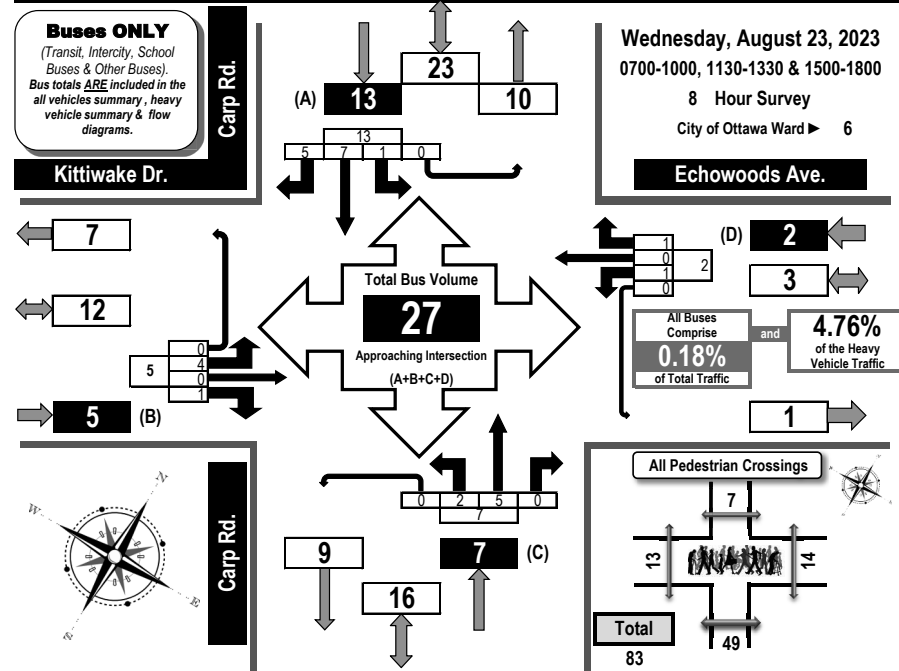 Buses ONLY
(Transit, Intercity, School
Buses & Other Buses).
Bus totals ARE included in the
all vehicles summary , heavy
vehicle summary & flow
diagrams.
Carp Rd.
Kittiwake Dr.
23
(A) 13
10
13
5 7 1 0
Wednesday, August 23, 2023
0700-1000, 1130-1330 & 1500-1800
8 Hour Survey
City of Ottawa Ward ► 6
Echowoods Ave.
7
12
0
4
0
1
5
5 (B)
Total Bus Volume
27
Approaching Intersection
(A+B+C+D)
1
0
1
0
2
(D) 2
3
All Buses
Comprise
0.18%
of Total Traffic
and
4.76%
of the Heavy
Vehicle Traffic
1
N
W
E
S
Carp Rd.
0 2 5 0
7
9
7 (C)
16
All Pedestrian Crossings
7
13
14
49
Total
83